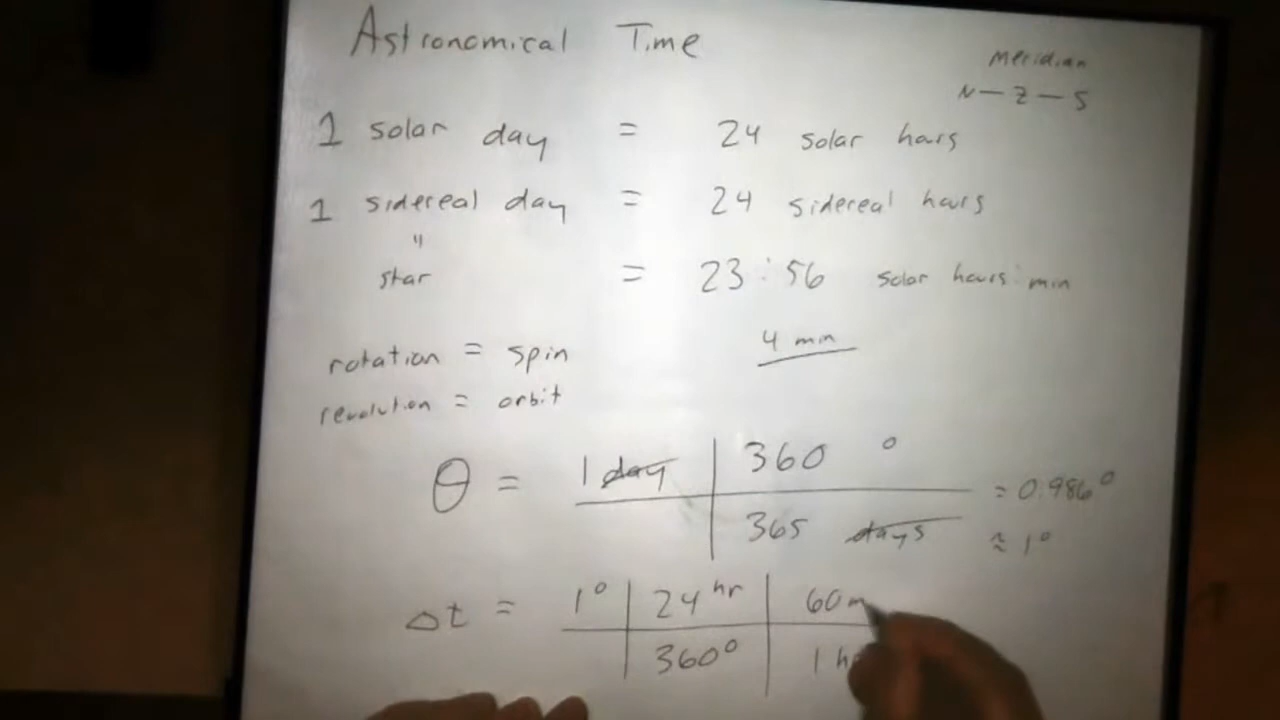 Astronomical Time
Meridian
N — Z — S
1 solar day = 24 solar hours
1 sidereal day = 24 sidereal hours
"
star = 23:56 solar hours:min
4 min
rotation = spin
revolution = orbit
θ = 1 day | 360 ° = 0.986°
365 days ≈ 1°
Δt = 1° | 24 hr | 60 m
360° | 1 h